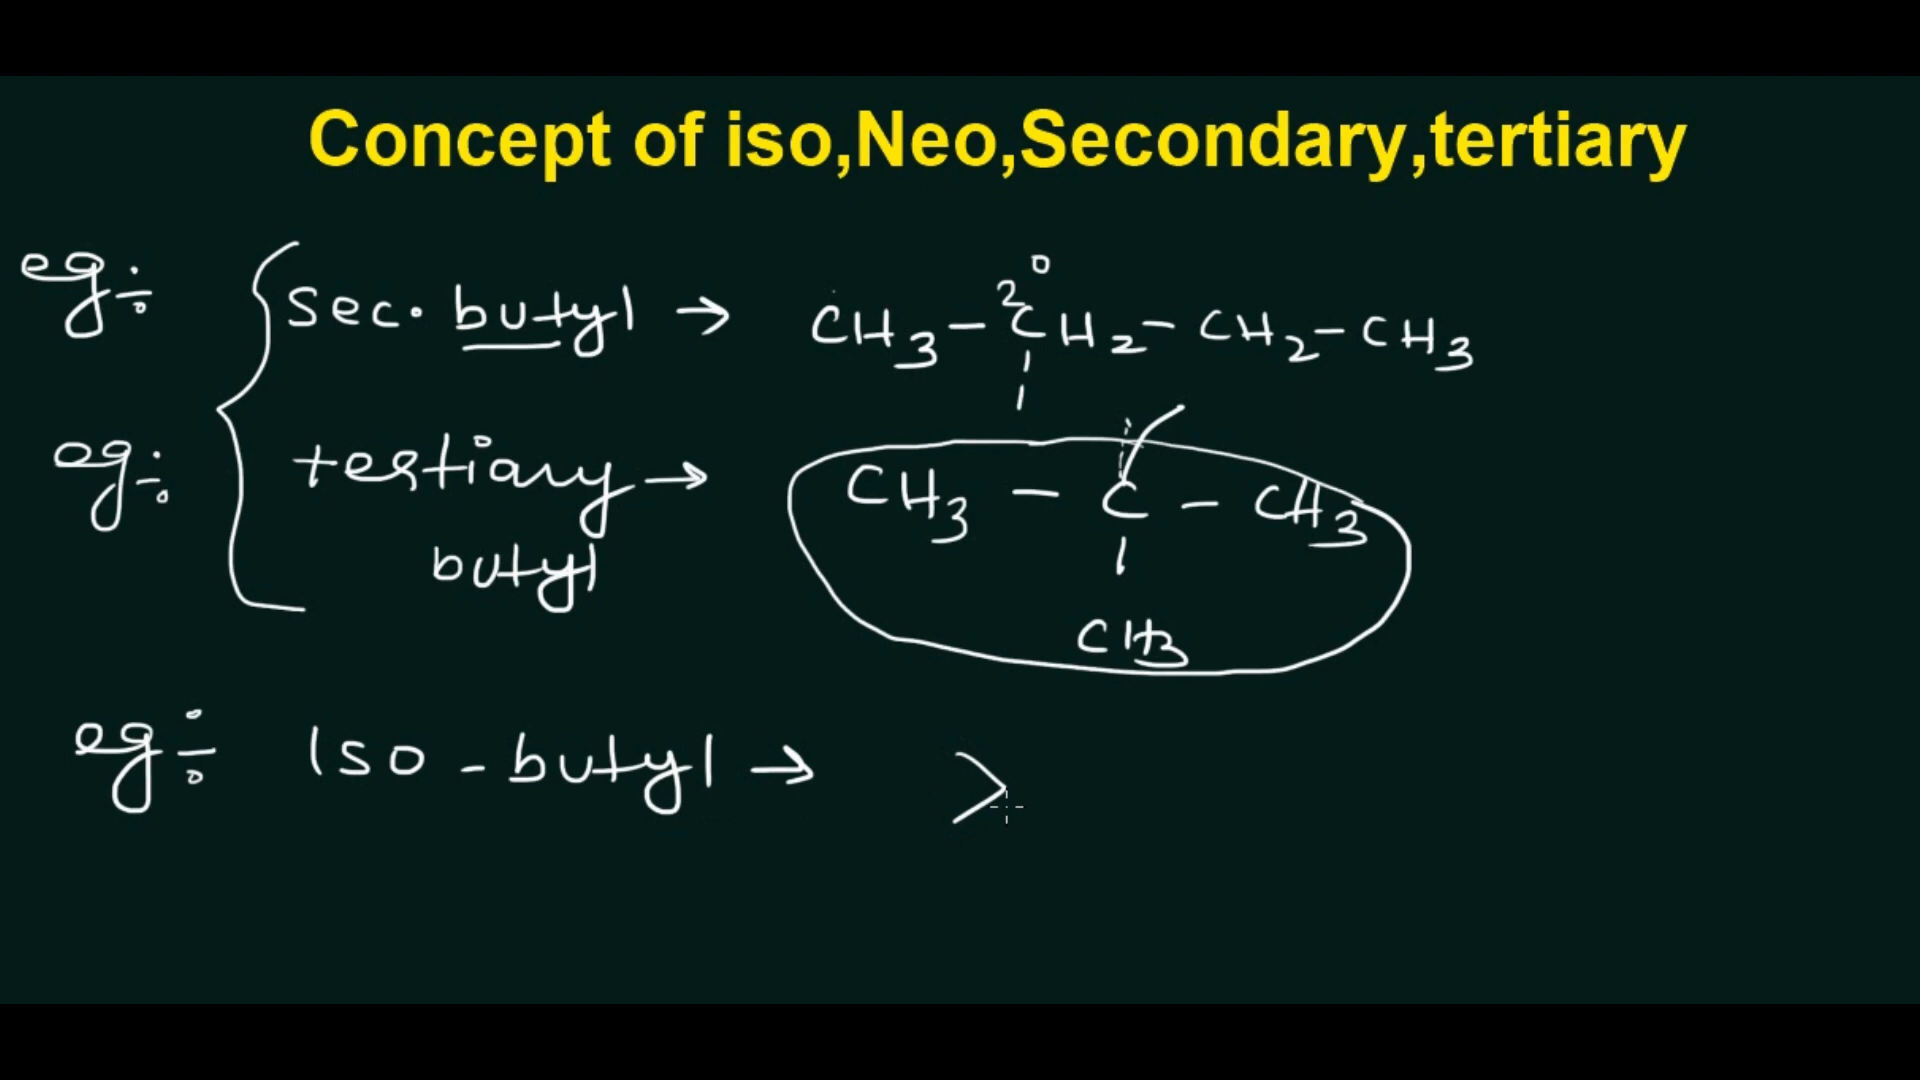 Concept of iso,Neo,Secondary,tertiary
eg÷ sec. butyl → CH3-CH2-CH2-CH3
2°
eg÷ tertiary → CH3 - C - CH3
butyl
CH3
eg÷ Iso-butyl →